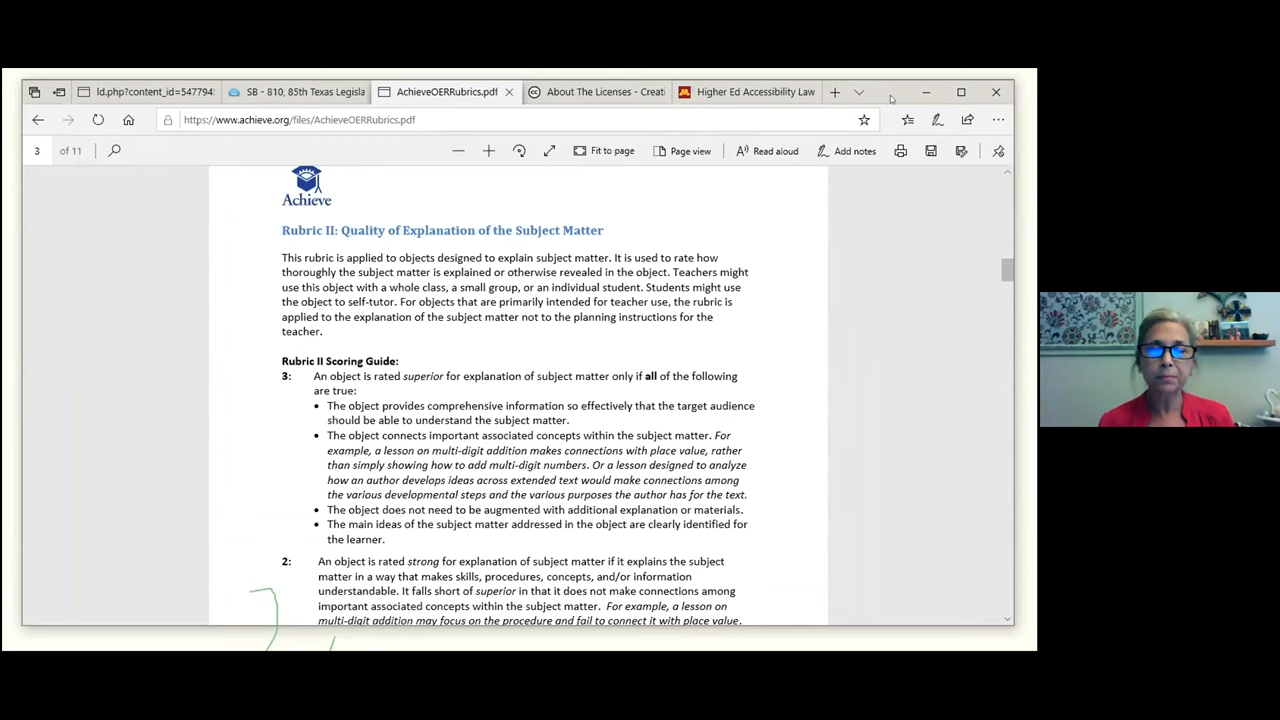 ld.php?content_id=547794:
SB - 810, 85th Texas Legisla
AchieveOERRubrics.pdf
About The Licenses - Creati
Higher Ed Accessibility Law
https://www.achieve.org/files/AchieveOERRubrics.pdf
3 of 11
Fit to page
Page view
Read aloud
Add notes
Achieve
Rubric II: Quality of Explanation of the Subject Matter
This rubric is applied to objects designed to explain subject matter. It is used to rate how
thoroughly the subject matter is explained or otherwise revealed in the object. Teachers might
use this object with a whole class, a small group, or an individual student. Students might use
the object to self-tutor. For objects that are primarily intended for teacher use, the rubric is
applied to the explanation of the subject matter not to the planning instructions for the
teacher.
Rubric II Scoring Guide:
3: An object is rated superior for explanation of subject matter only if all of the following
are true:
• The object provides comprehensive information so effectively that the target audience
should be able to understand the subject matter.
• The object connects important associated concepts within the subject matter. For
example, a lesson on multi-digit addition makes connections with place value, rather
than simply showing how to add multi-digit numbers. Or a lesson designed to analyze
how an author develops ideas across extended text would make connections among
the various developmental steps and the various purposes the author has for the text.
• The object does not need to be augmented with additional explanation or materials.
• The main ideas of the subject matter addressed in the object are clearly identified for
the learner.
2: An object is rated strong for explanation of subject matter if it explains the subject
matter in a way that makes skills, procedures, concepts, and/or information
understandable. It falls short of superior in that it does not make connections among
important associated concepts within the subject matter. For example, a lesson on
multi-digit addition may focus on the procedure and fail to connect it with place value.